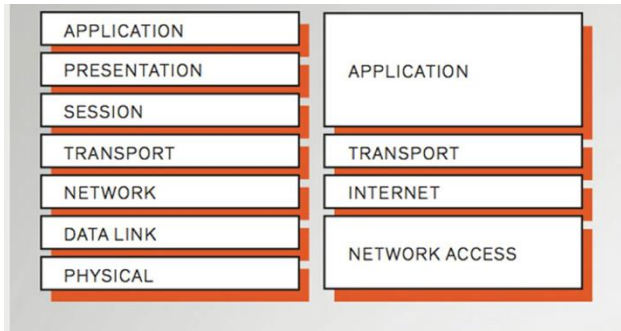 APPLICATION
PRESENTATION
SESSION
TRANSPORT
NETWORK
DATA LINK
PHYSICAL
APPLICATION
TRANSPORT
INTERNET
NETWORK ACCESS